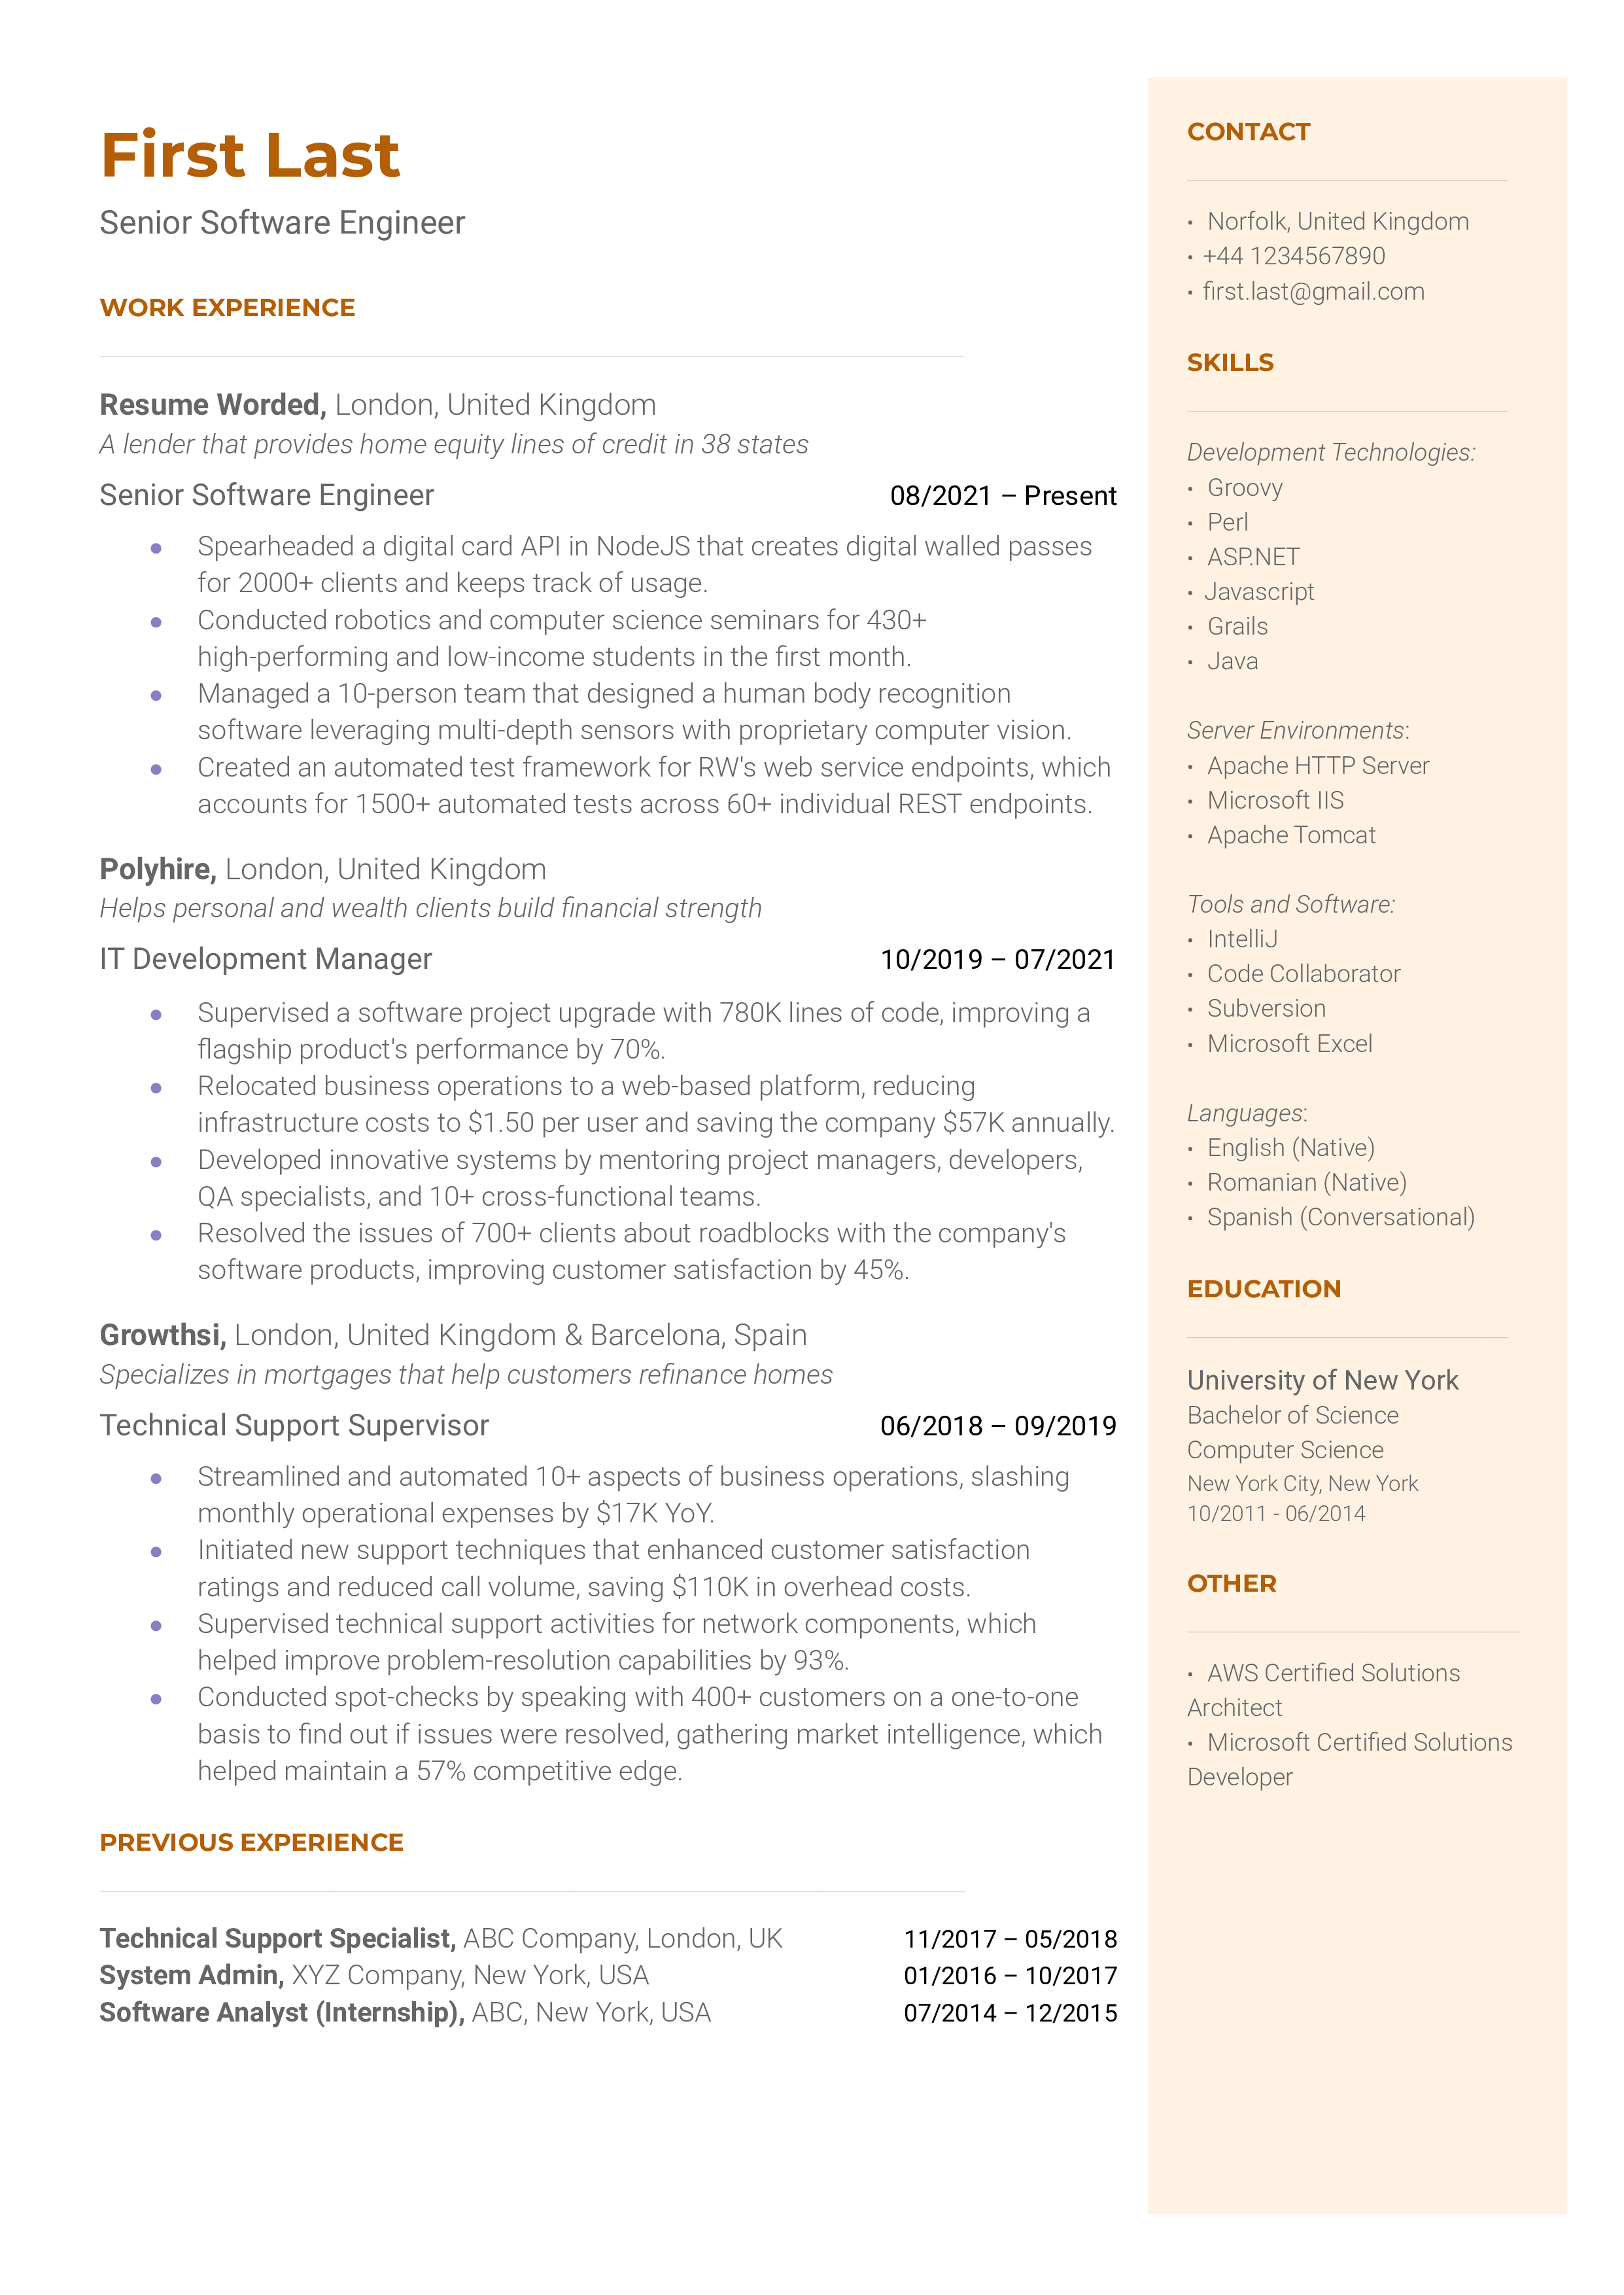 First Last
Senior Software Engineer
WORK EXPERIENCE
Resume Worded, London, United Kingdom
A lender that provides home equity lines of credit in 38 states
Senior Software Engineer 08/2021 – Present
● Spearheaded a digital card API in NodeJS that creates digital walled passes
for 2000+ clients and keeps track of usage.
● Conducted robotics and computer science seminars for 430+
high-performing and low-income students in the first month.
● Managed a 10-person team that designed a human body recognition
software leveraging multi-depth sensors with proprietary computer vision.
● Created an automated test framework for RW's web service endpoints, which
accounts for 1500+ automated tests across 60+ individual REST endpoints.
Polyhire, London, United Kingdom
Helps personal and wealth clients build financial strength
IT Development Manager 10/2019 – 07/2021
● Supervised a software project upgrade with 780K lines of code, improving a
flagship product's performance by 70%.
● Relocated business operations to a web-based platform, reducing
infrastructure costs to $1.50 per user and saving the company $57K annually.
● Developed innovative systems by mentoring project managers, developers,
QA specialists, and 10+ cross-functional teams.
● Resolved the issues of 700+ clients about roadblocks with the company's
software products, improving customer satisfaction by 45%.
Growthsi, London, United Kingdom & Barcelona, Spain
Specializes in mortgages that help customers refinance homes
Technical Support Supervisor 06/2018 – 09/2019
● Streamlined and automated 10+ aspects of business operations, slashing
monthly operational expenses by $17K YoY.
● Initiated new support techniques that enhanced customer satisfaction
ratings and reduced call volume, saving $110K in overhead costs.
● Supervised technical support activities for network components, which
helped improve problem-resolution capabilities by 93%.
● Conducted spot-checks by speaking with 400+ customers on a one-to-one
basis to find out if issues were resolved, gathering market intelligence, which
helped maintain a 57% competitive edge.
PREVIOUS EXPERIENCE
Technical Support Specialist, ABC Company, London, UK 11/2017 – 05/2018
System Admin, XYZ Company, New York, USA 01/2016 – 10/2017
Software Analyst (Internship), ABC, New York, USA 07/2014 – 12/2015
CONTACT
• Norfolk, United Kingdom
• +44 1234567890
• first.last@gmail.com
SKILLS
Development Technologies:
• Groovy
• Perl
• ASP.NET
• Javascript
• Grails
• Java
Server Environments:
• Apache HTTP Server
• Microsoft IIS
• Apache Tomcat
Tools and Software:
• IntelliJ
• Code Collaborator
• Subversion
• Microsoft Excel
Languages:
• English (Native)
• Romanian (Native)
• Spanish (Conversational)
EDUCATION
University of New York
Bachelor of Science
Computer Science
New York City, New York
10/2011 - 06/2014
OTHER
• AWS Certified Solutions
Architect
• Microsoft Certified Solutions
Developer